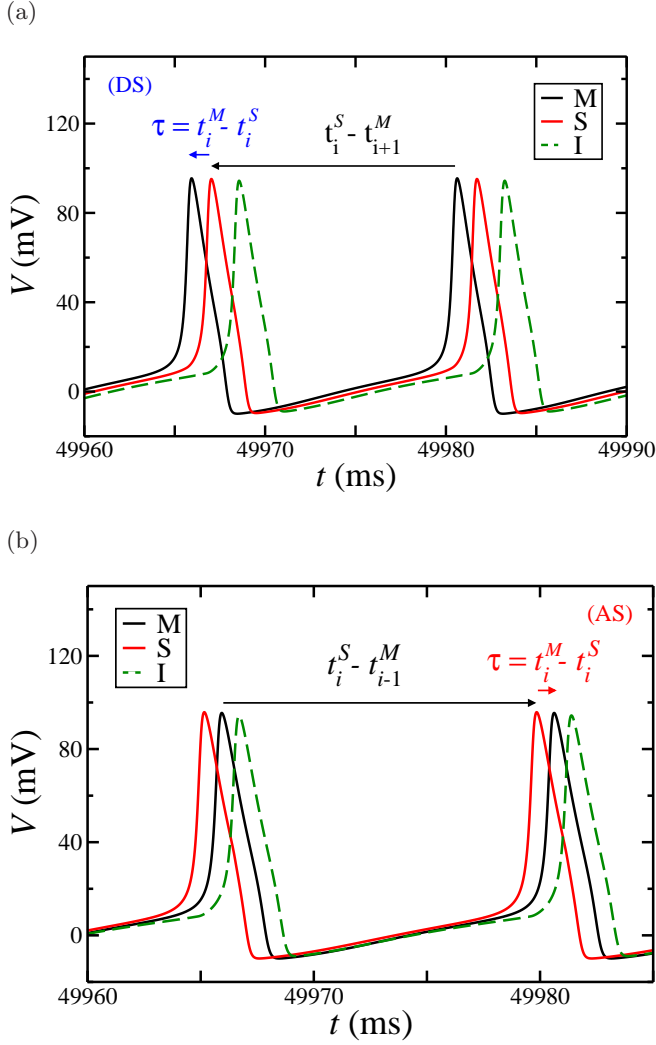 (a)
(DS)
τ = t_i^M - t_i^S
t_i^S - t_{i+1}^M
M
S
I
120
80
40
0
V (mV)
49960 49970 49980 49990
t (ms)
(b)
M
S
I
(AS)
t_i^S - t_{i-1}^M
τ = t_i^M - t_i^S
120
80
40
0
V (mV)
49960 49970 49980
t (ms)